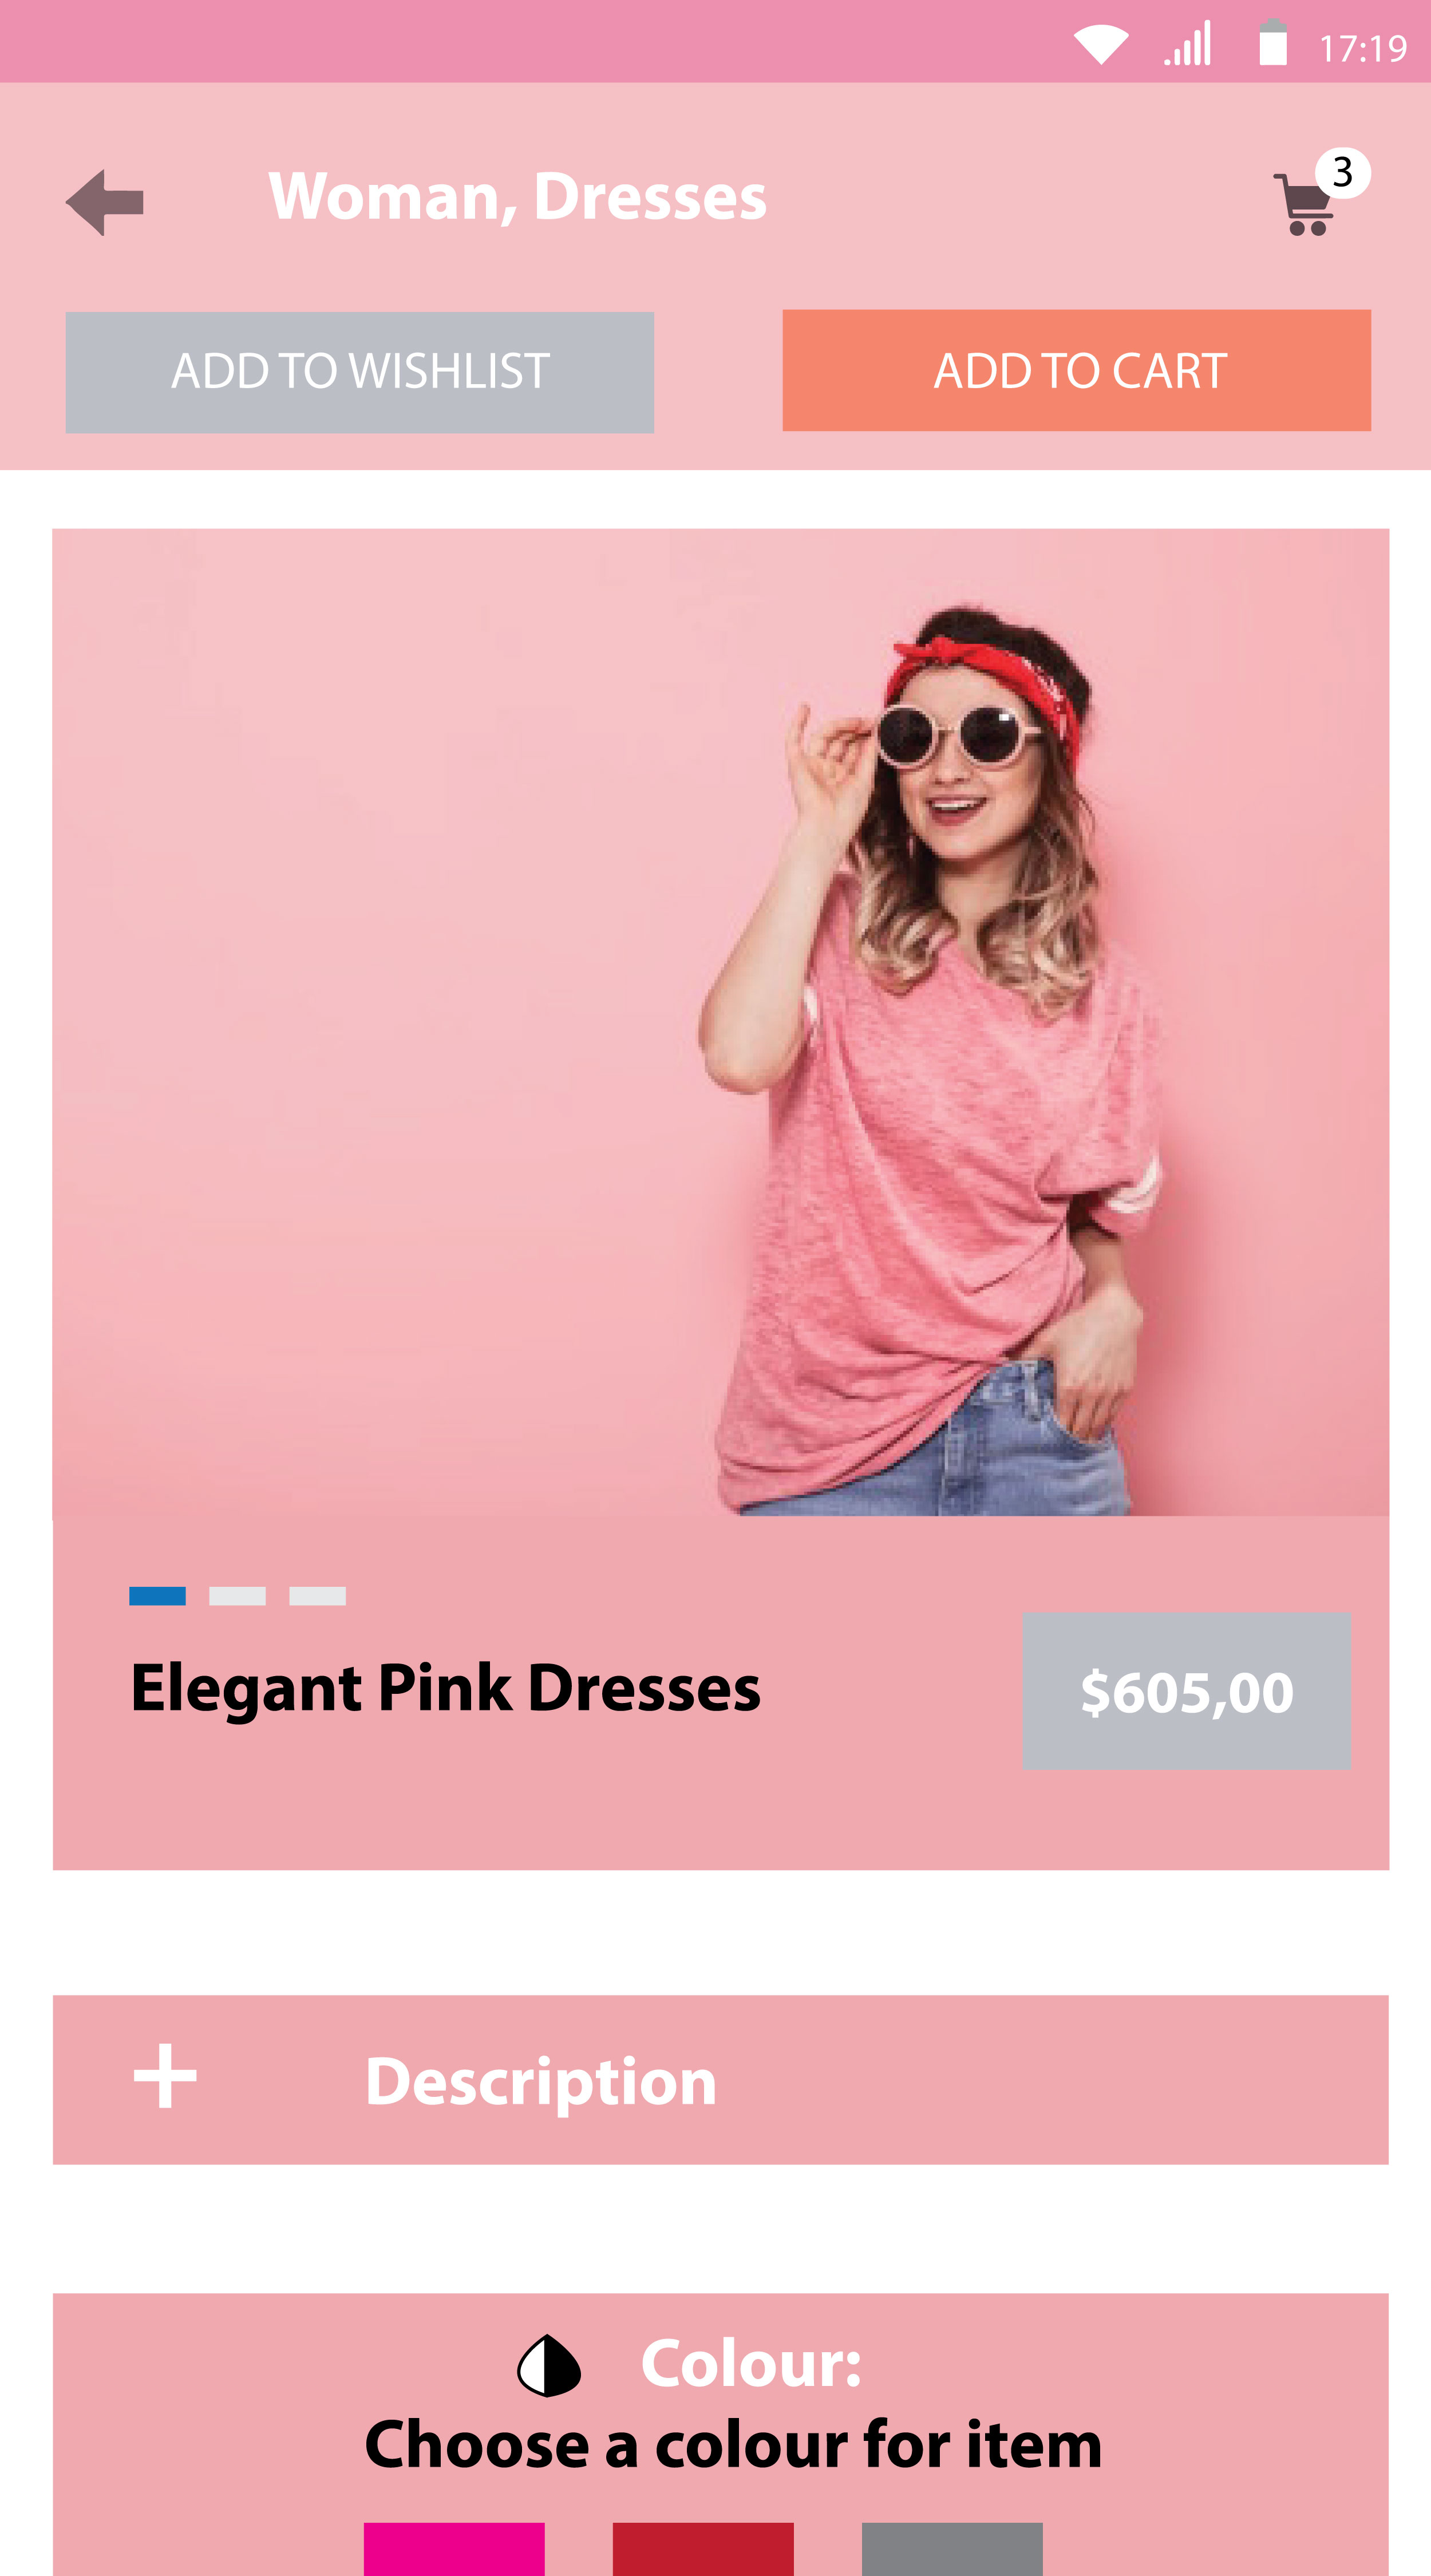 17:19
Woman, Dresses
3
ADD TO WISHLIST
ADD TO CART
Elegant Pink Dresses
$605,00
Description
Colour:
Choose a colour for item